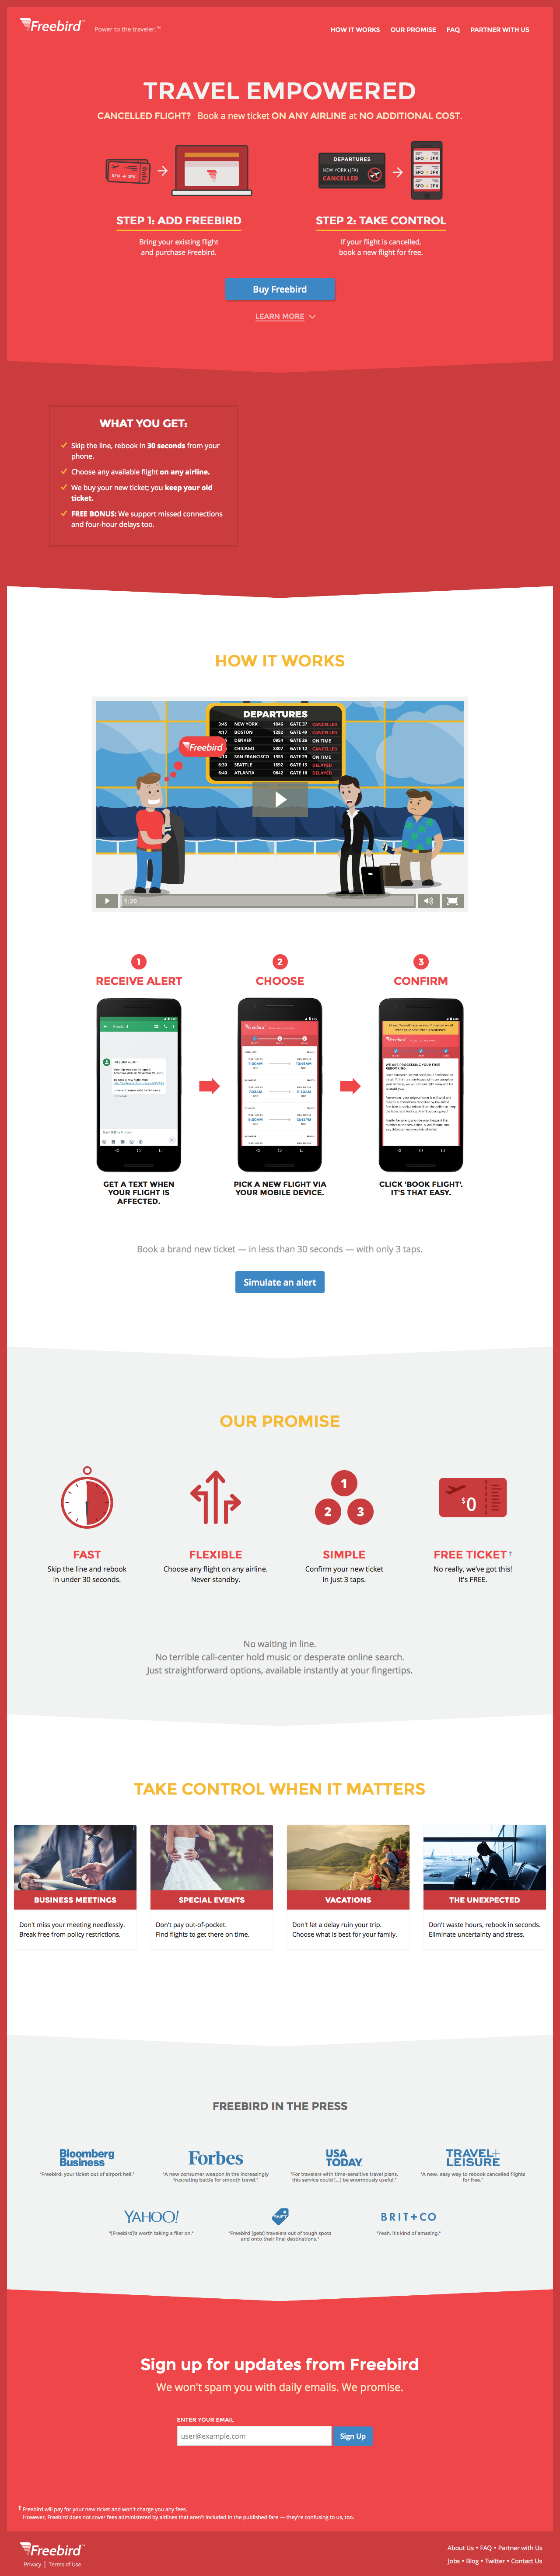 Freebird™ Power to the traveler.™
HOW IT WORKS OUR PROMISE FAQ PARTNER WITH US
TRAVEL EMPOWERED
CANCELLED FLIGHT? Book a new ticket ON ANY AIRLINE at NO ADDITIONAL COST.
SFO JFK
DEPARTURES
NEW YORK (JFK)
CANCELLED
SFO JFK
SFO JFK
SFO JFK
STEP 1: ADD FREEBIRD
Bring your existing flight
and purchase Freebird.
STEP 2: TAKE CONTROL
If your flight is cancelled,
book a new flight for free.
Buy Freebird
LEARN MORE
WHAT YOU GET:
Skip the line, rebook in 30 seconds from your
phone.
Choose any available flight on any airline.
We buy your new ticket; you keep your old
ticket.
FREE BONUS: We support missed connections
and four-hour delays too.
HOW IT WORKS
DEPARTURES
3:45 NEW YORK 1046 GATE 37 CANCELLED
4:17 BOSTON 1283 GATE 49 CANCELLED
DENVER 0954 GATE 26 ON TIME
CHICAGO 2307 GATE 12 CANCELLED
SAN FRANCISCO 1555 GATE 29 ON TIME
6:30 SEATTLE 1892 GATE 13 DELAYED
6:40 ATLANTA 0642 GATE 16 DELAYED
Freebird
1:20
1
RECEIVE ALERT
2
CHOOSE
3
CONFIRM
Freebird
FREEBIRD ALERT:
Freebird
WE ARE PROCESSING YOUR FREE
REBOOKING.
GET A TEXT WHEN
YOUR FLIGHT IS
AFFECTED.
PICK A NEW FLIGHT VIA
YOUR MOBILE DEVICE.
CLICK 'BOOK FLIGHT'.
IT'S THAT EASY.
Book a brand new ticket — in less than 30 seconds — with only 3 taps.
Simulate an alert
OUR PROMISE
1
2 3
$0
FAST
Skip the line and rebook
in under 30 seconds.
FLEXIBLE
Choose any flight on any airline.
Never standby.
SIMPLE
Confirm your new ticket
in just 3 taps.
FREE TICKET †
No really, we've got this!
It's FREE.
No waiting in line.
No terrible call-center hold music or desperate online search.
Just straightforward options, available instantly at your fingertips.
TAKE CONTROL WHEN IT MATTERS
BUSINESS MEETINGS
Don't miss your meeting needlessly.
Break free from policy restrictions.
SPECIAL EVENTS
Don't pay out-of-pocket.
Find flights to get there on time.
VACATIONS
Don't let a delay ruin your trip.
Choose what is best for your family.
THE UNEXPECTED
Don't waste hours, rebook in seconds.
Eliminate uncertainty and stress.
FREEBIRD IN THE PRESS
Bloomberg
Business
"Freebird: your ticket out of airport hell."
Forbes
"A new consumer weapon in the increasingly
frustrating battle for smooth travel."
USA
TODAY
"For travelers with time-sensitive travel plans,
this service could [...] be enormously useful."
TRAVEL+
LEISURE
"A new, easy way to rebook cancelled flights
for free."
YAHOO!
"[Freebird]'s worth taking a flier on."
"Freebird [gets] travelers out of tough spots
and onto their final destinations."
BRIT+CO
"Yeah, it's kind of amazing."
Sign up for updates from Freebird
We won't spam you with daily emails. We promise.
ENTER YOUR EMAIL
user@example.com
Sign Up
† Freebird will pay for your new ticket and won't charge you any fees.
However, Freebird does not cover fees administered by airlines that aren't included in the published fare — they're confusing to us, too.
Freebird™
Privacy | Terms of Use
About Us • FAQ • Partner with Us
Jobs • Blog • Twitter • Contact Us